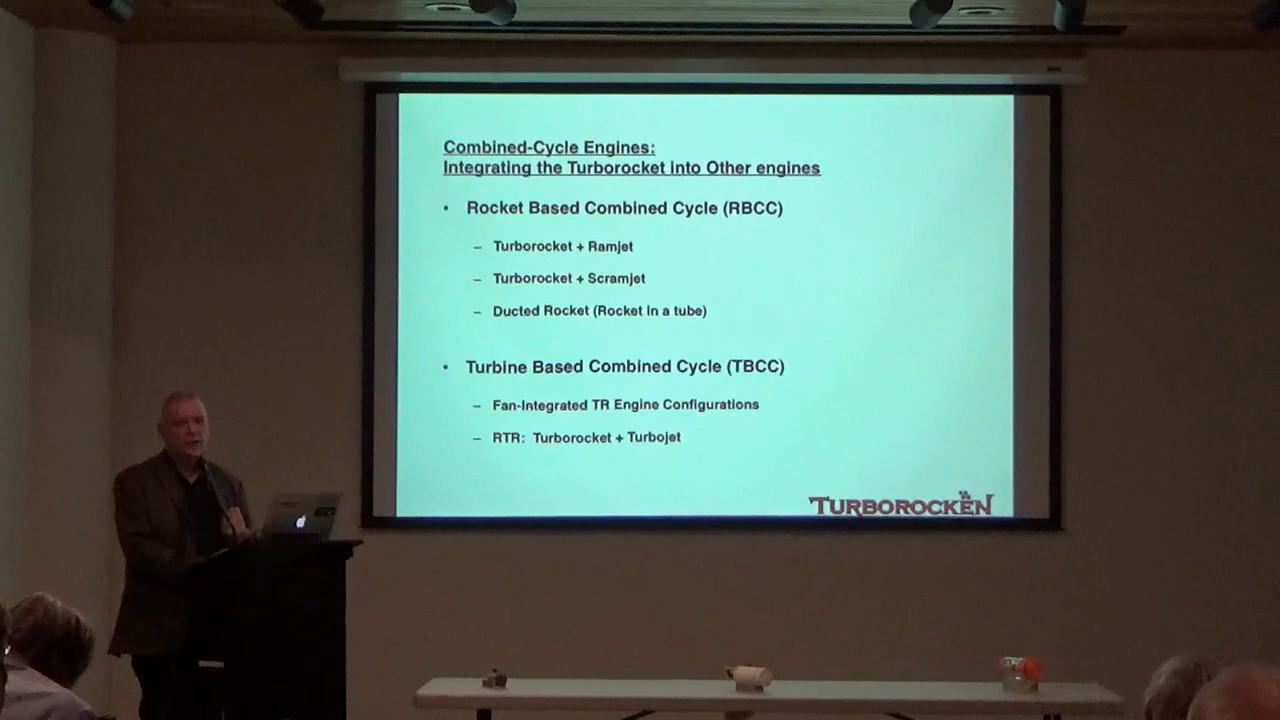 Combined-Cycle Engines:
Integrating the Turborocket into Other engines
• Rocket Based Combined Cycle (RBCC)
– Turborocket + Ramjet
– Turborocket + Scramjet
– Ducted Rocket (Rocket in a tube)
• Turbine Based Combined Cycle (TBCC)
– Fan-Integrated TR Engine Configurations
– RTR: Turborocket + Turbojet
TURBOROCKËN